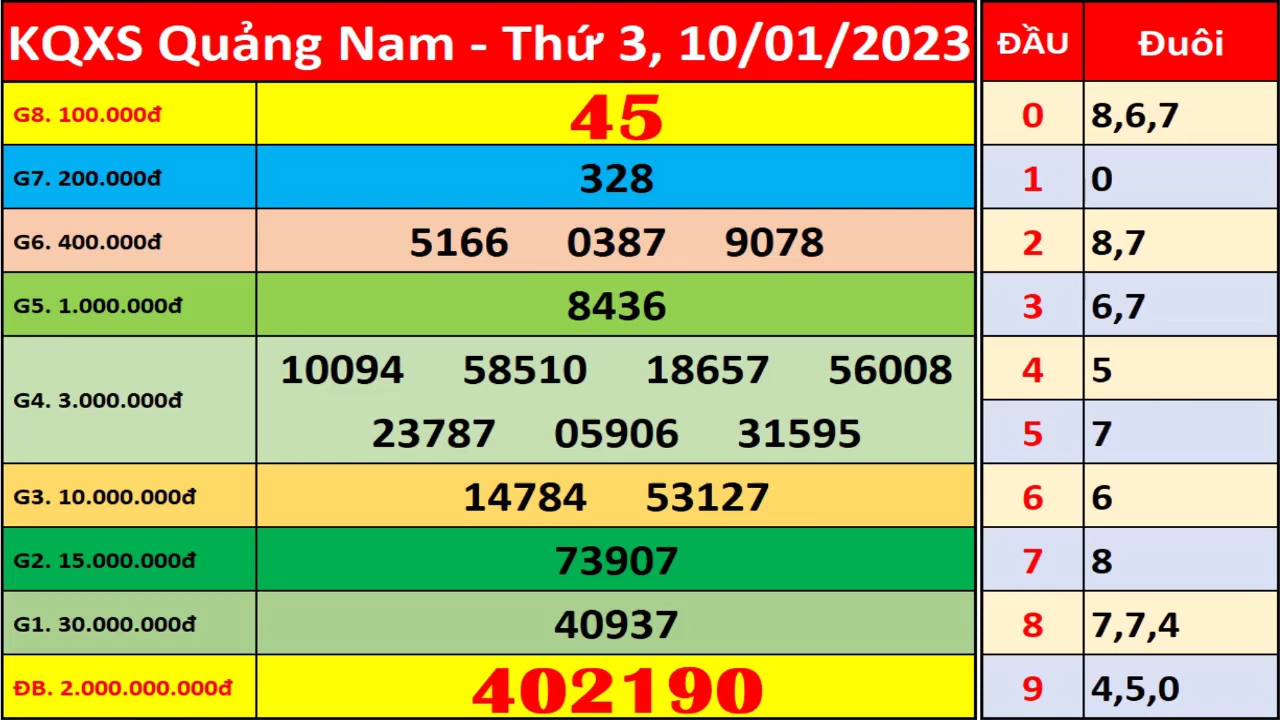 KQXS Quảng Nam - Thứ 3, 10/01/2023 ĐẦU Đuôi
G8. 100.000đ 45 0 8,6,7
G7. 200.000đ 328 1 0
G6. 400.000đ 5166 0387 9078 2 8,7
G5. 1.000.000đ 8436 3 6,7
10094 58510 18657 56008 4 5
G4. 3.000.000đ
23787 05906 31595 5 7
G3. 10.000.000đ 14784 53127 6 6
G2. 15.000.000đ 73907 7 8
G1. 30.000.000đ 40937 8 7,7,4
ĐB. 2.000.000.000đ 402190 9 4,5,0